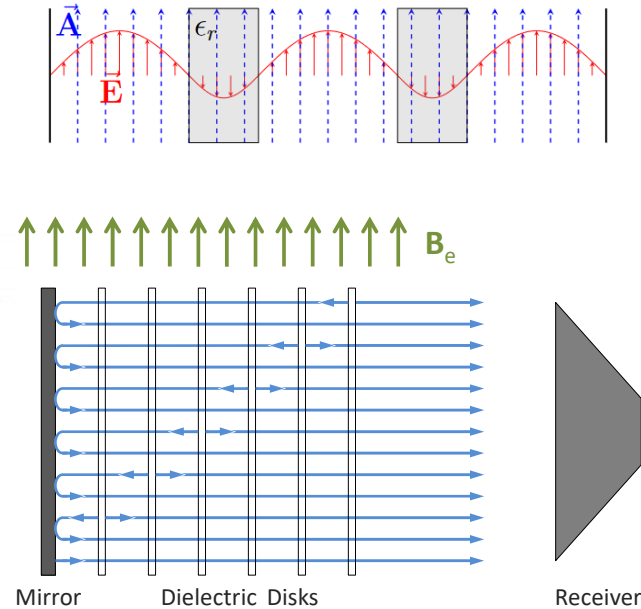 A⃗
ϵᵣ
E⃗
Bₑ
Mirror Dielectric Disks Receiver